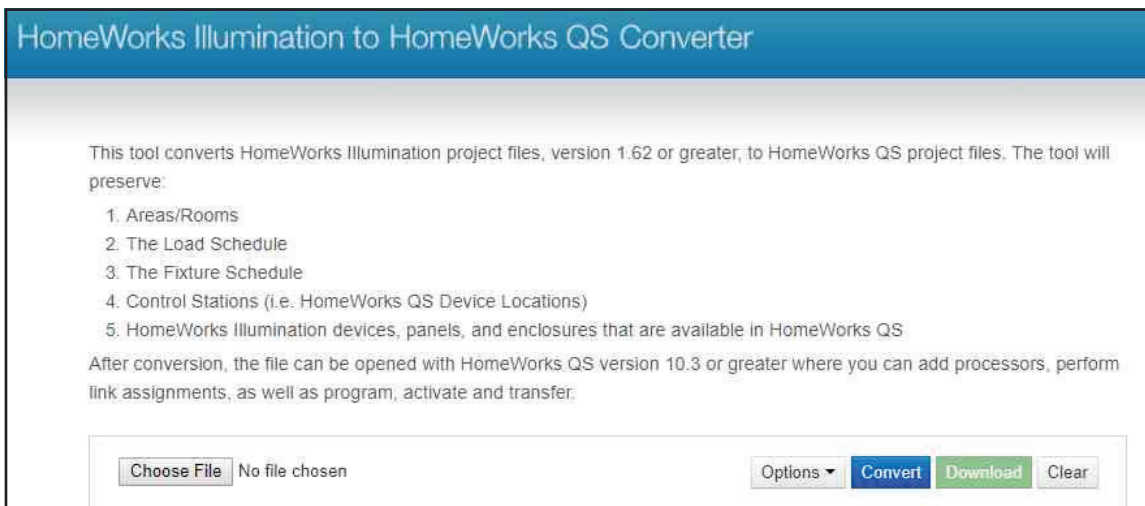 HomeWorks Illumination to HomeWorks QS Converter
This tool converts HomeWorks Illumination project files, version 1.62 or greater, to HomeWorks QS project files. The tool will
preserve:
1. Areas/Rooms
2. The Load Schedule
3. The Fixture Schedule
4. Control Stations (i.e. HomeWorks QS Device Locations)
5. HomeWorks Illumination devices, panels, and enclosures that are available in HomeWorks QS
After conversion, the file can be opened with HomeWorks QS version 10.3 or greater where you can add processors, perform
link assignments, as well as program, activate and transfer.
Choose File No file chosen Options Convert Download Clear